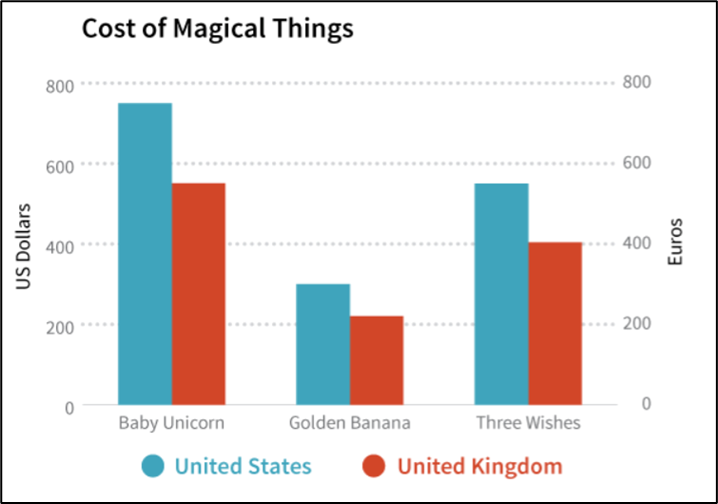 Cost of Magical Things
800
600
400
200
0
US Dollars
800
600
400
200
0
Euros
Baby Unicorn
Golden Banana
Three Wishes
United States
United Kingdom